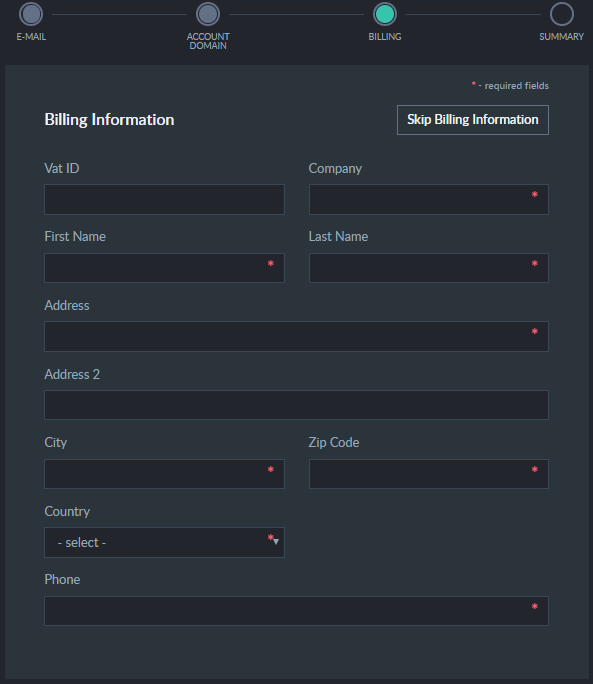 E-MAIL
ACCOUNT
DOMAIN
BILLING
SUMMARY
* - required fields
Billing Information
Skip Billing Information
Vat ID
Company
*
First Name
Last Name
*
*
Address
*
Address 2
City
Zip Code
*
*
Country
- select -
*
Phone
*